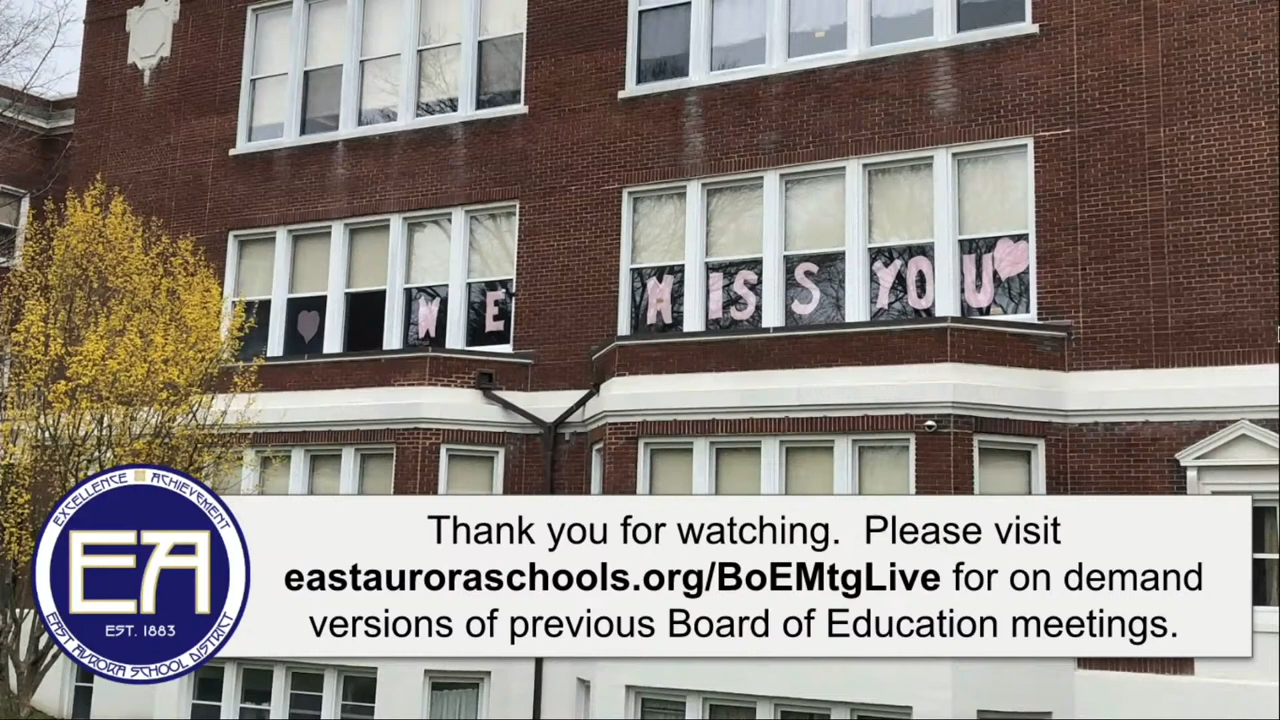 WE MISS YOU
EXCELLENCE ACHIEVEMENT
EA
EST. 1883
EAST AURORA SCHOOL DISTRICT
Thank you for watching.  Please visit
eastauroraschools.org/BoEMtgLive for on demand
versions of previous Board of Education meetings.